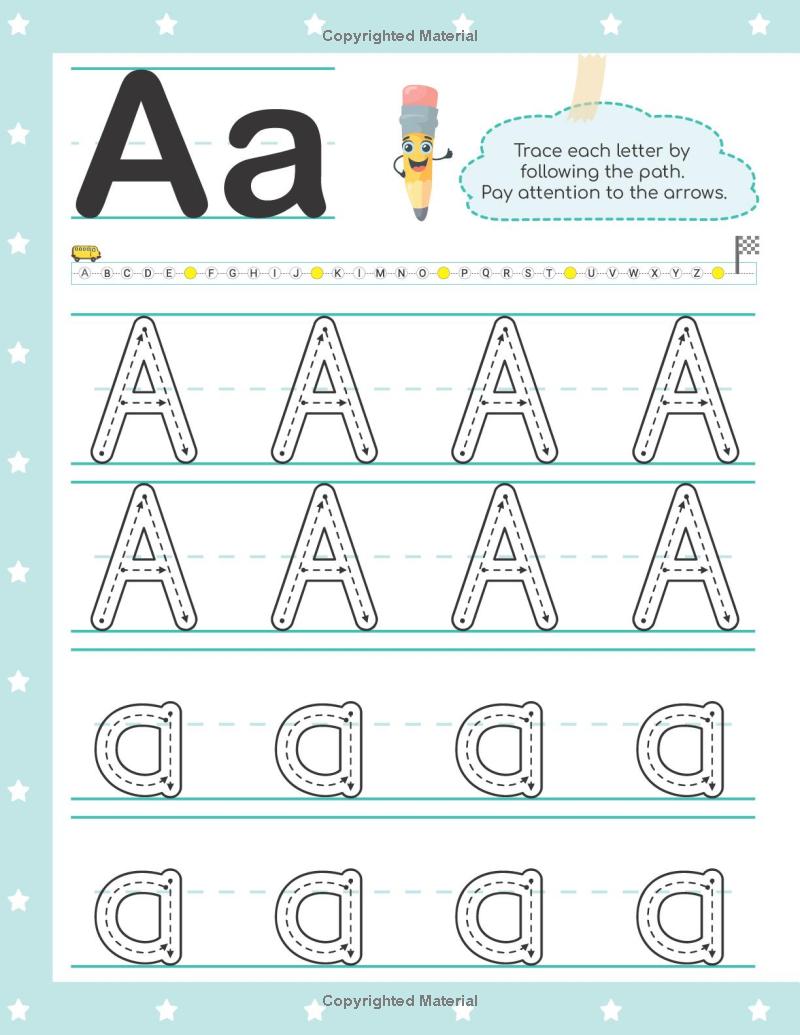 Copyrighted Material
Aa
Trace each letter by
following the path.
Pay attention to the arrows.
A B C D E F G H I J K I M N O P Q R S T U V W X Y Z
A A A A
A A A A
a a a a
a a a a
Copyrighted Material